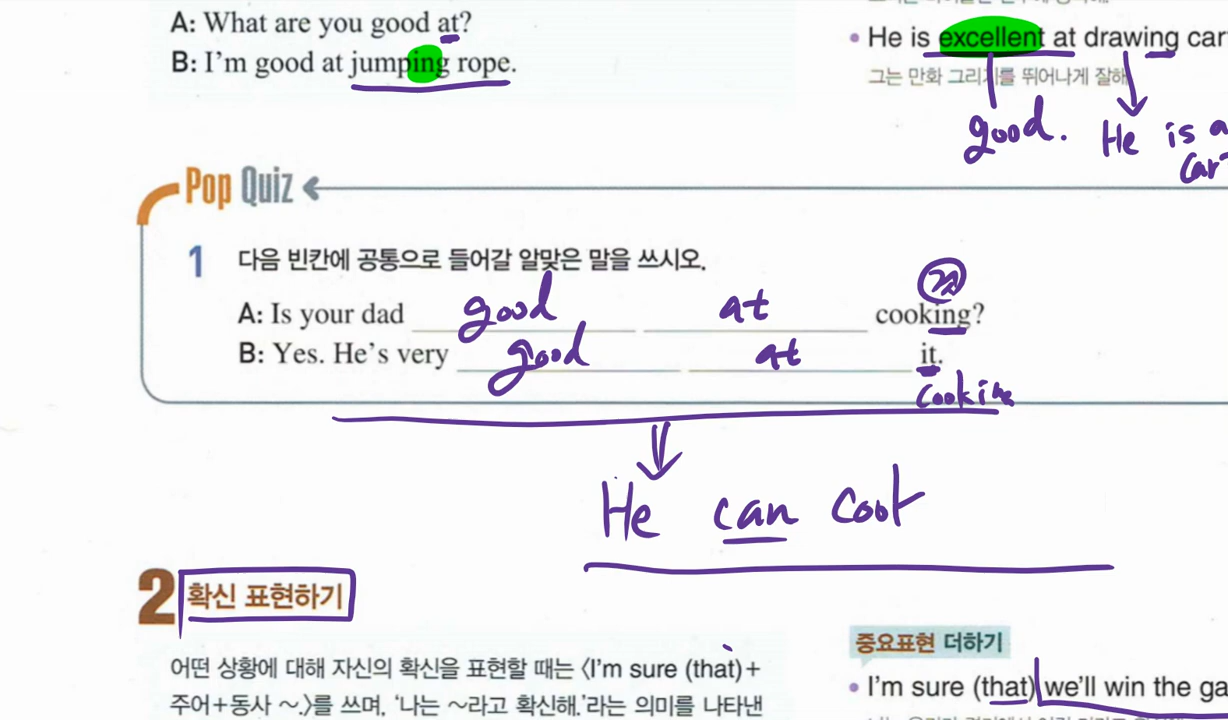 A: What are you good at?
B: I'm good at jumping rope.
He is excellent at drawing car
그는 만화 그리기를 뛰어나게 잘해
good. He is a
car
Pop Quiz
1 다음 빈칸에 공통으로 들어갈 알맞은 말을 쓰시오.
A: Is your dad good at cooking?
B: Yes. He's very good at it.
He can cook
2 확신 표현하기
어떤 상황에 대해 자신의 확신을 표현할 때는 〈I'm sure (that)+
주어+동사 ~.〉를 쓰며, '나는 ~라고 확신해.'라는 의미를 나타낸
중요표현 더하기
I'm sure (that) we'll win the ga